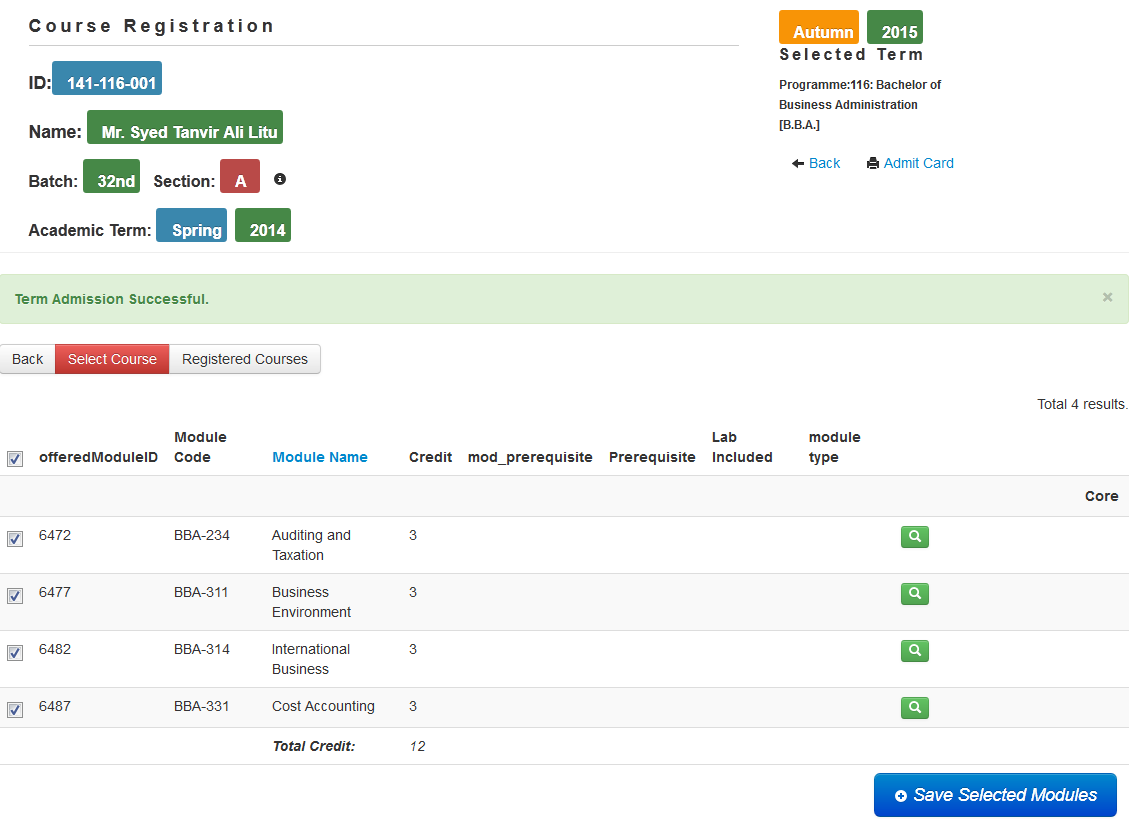 Course Registration
ID: 141-116-001
Name: Mr. Syed Tanvir Ali Litu
Batch: 32nd Section: A
Academic Term: Spring 2014
Autumn 2015
Selected Term
Programme:116: Bachelor of
Business Administration
[B.B.A.]
Back Admit Card
Term Admission Successful. ×
Back Select Course Registered Courses
Total 4 results.
offeredModuleID Module Code Module Name Credit mod_prerequisite Prerequisite Lab Included module type
Core
6472 BBA-234 Auditing and 3
Taxation
6477 BBA-311 Business 3
Environment
6482 BBA-314 International 3
Business
6487 BBA-331 Cost Accounting 3
Total Credit: 12
Save Selected Modules